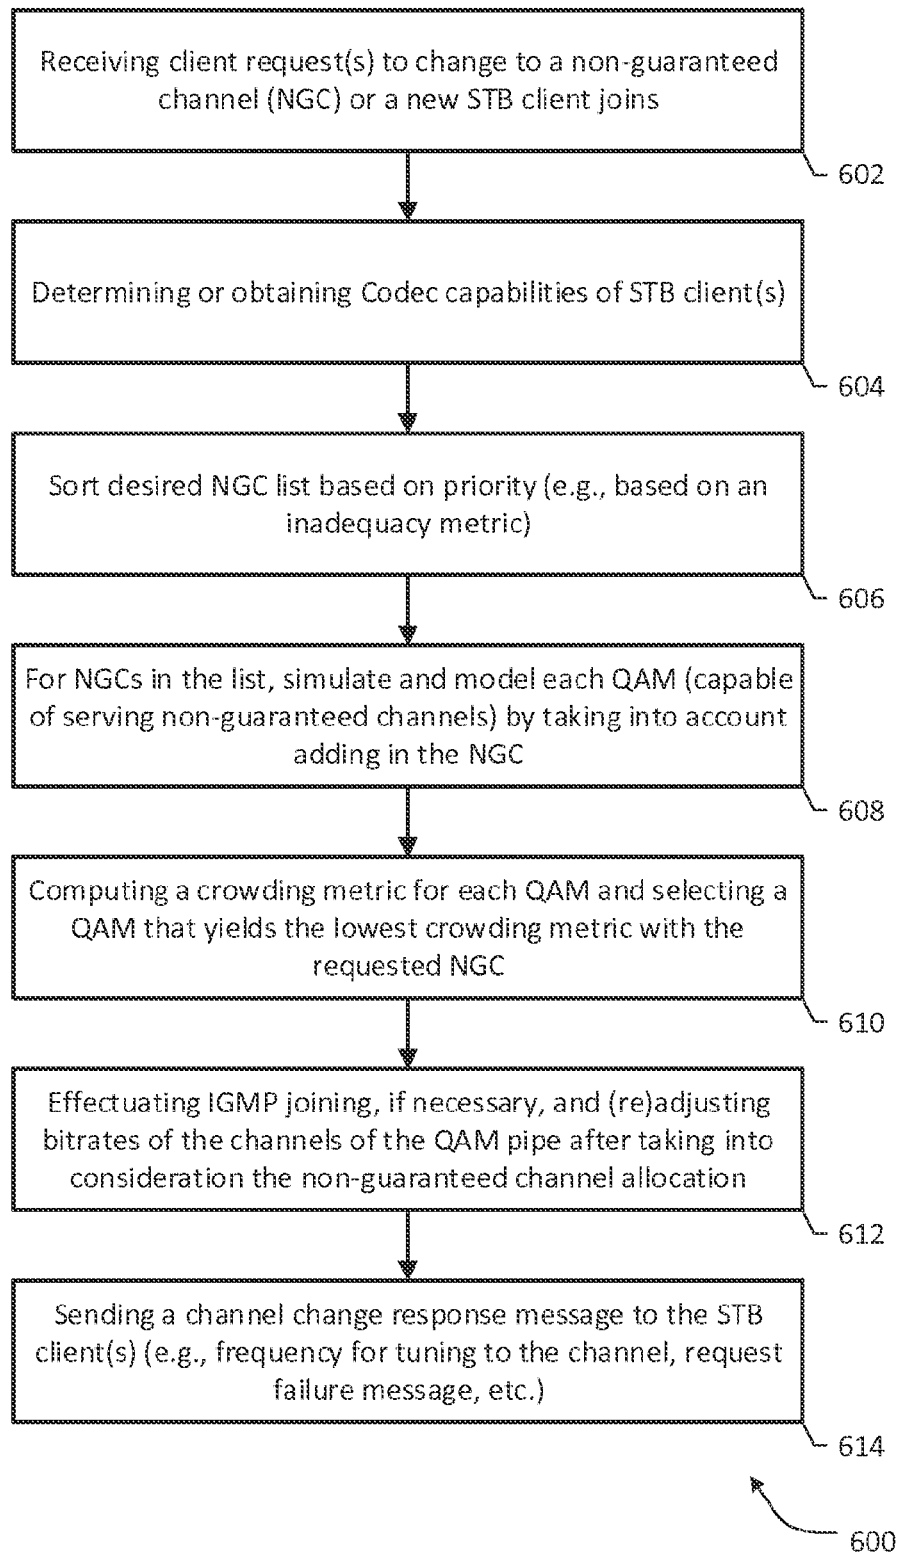 Receiving client request(s) to change to a non-guaranteed
channel (NGC) or a new STB client joins
602
Determining or obtaining Codec capabilities of STB client(s)
604
Sort desired NGC list based on priority (e.g., based on an
inadequacy metric)
606
For NGCs in the list, simulate and model each QAM (capable
of serving non-guaranteed channels) by taking into account
adding in the NGC
608
Computing a crowding metric for each QAM and selecting a
QAM that yields the lowest crowding metric with the
requested NGC
610
Effectuating IGMP joining, if necessary, and (re)adjusting
bitrates of the channels of the QAM pipe after taking into
consideration the non-guaranteed channel allocation
612
Sending a channel change response message to the STB
client(s) (e.g., frequency for tuning to the channel, request
failure message, etc.)
614
600